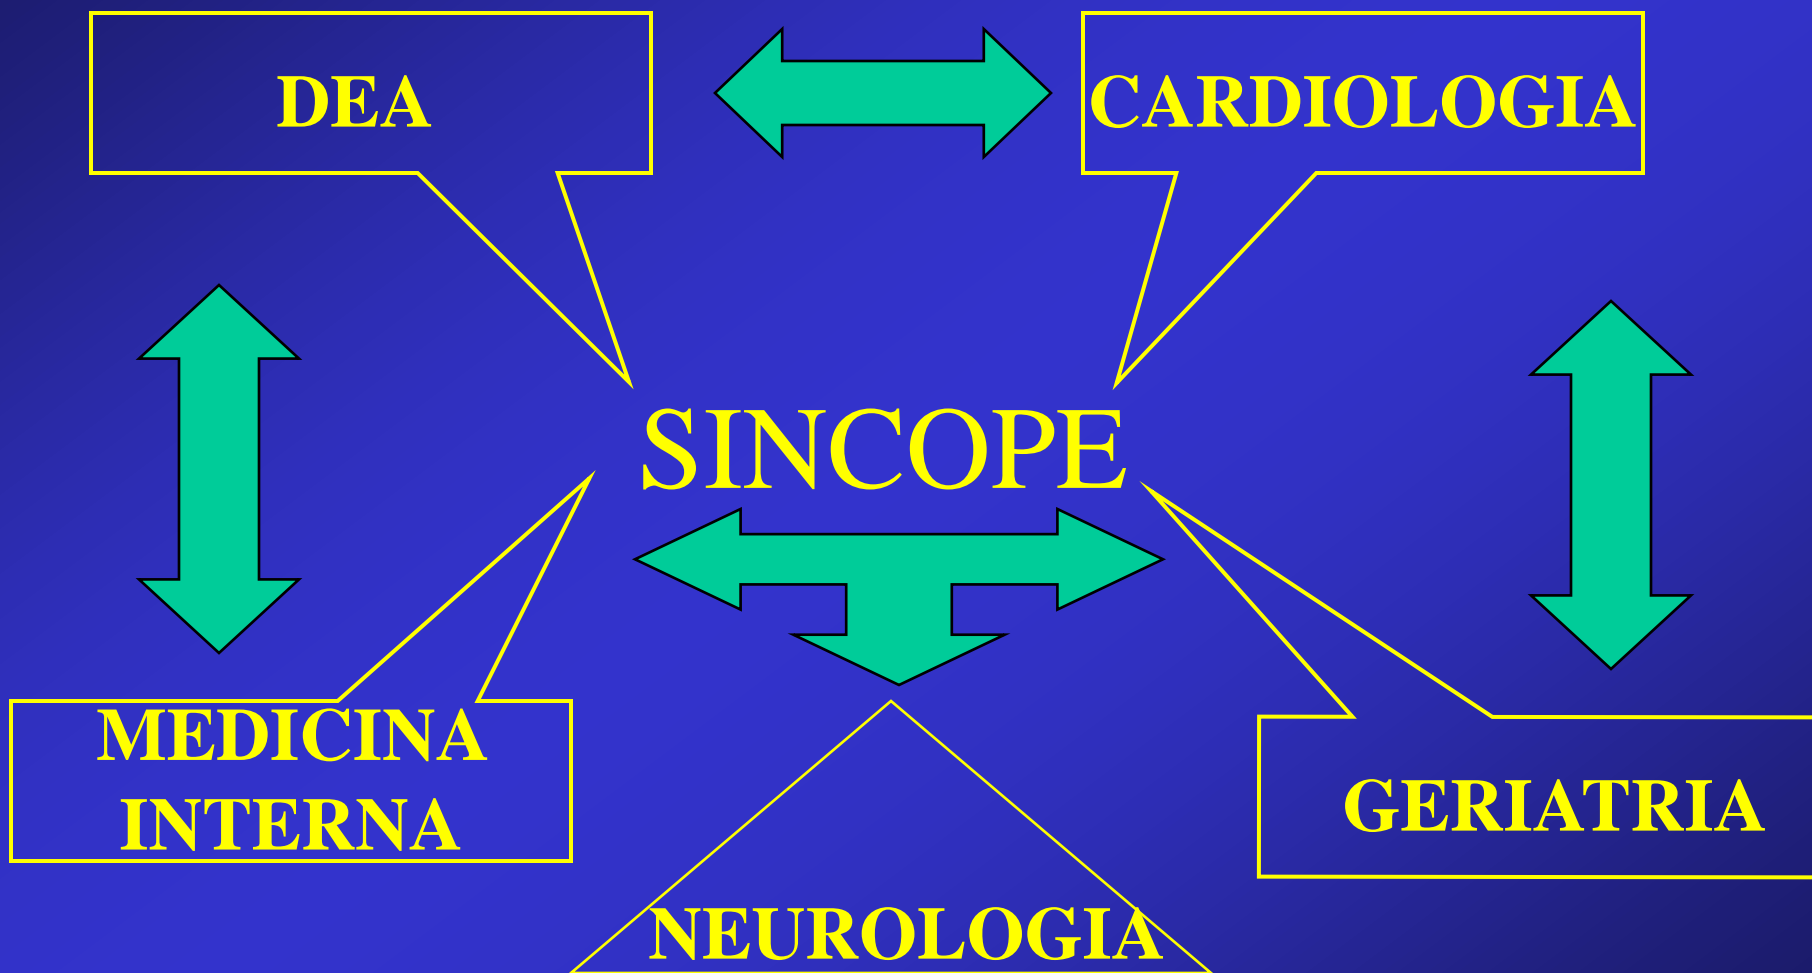 DEA
CARDIOLOGIA
SINCOPE
MEDICINA
INTERNA
GERIATRIA
NEUROLOGIA